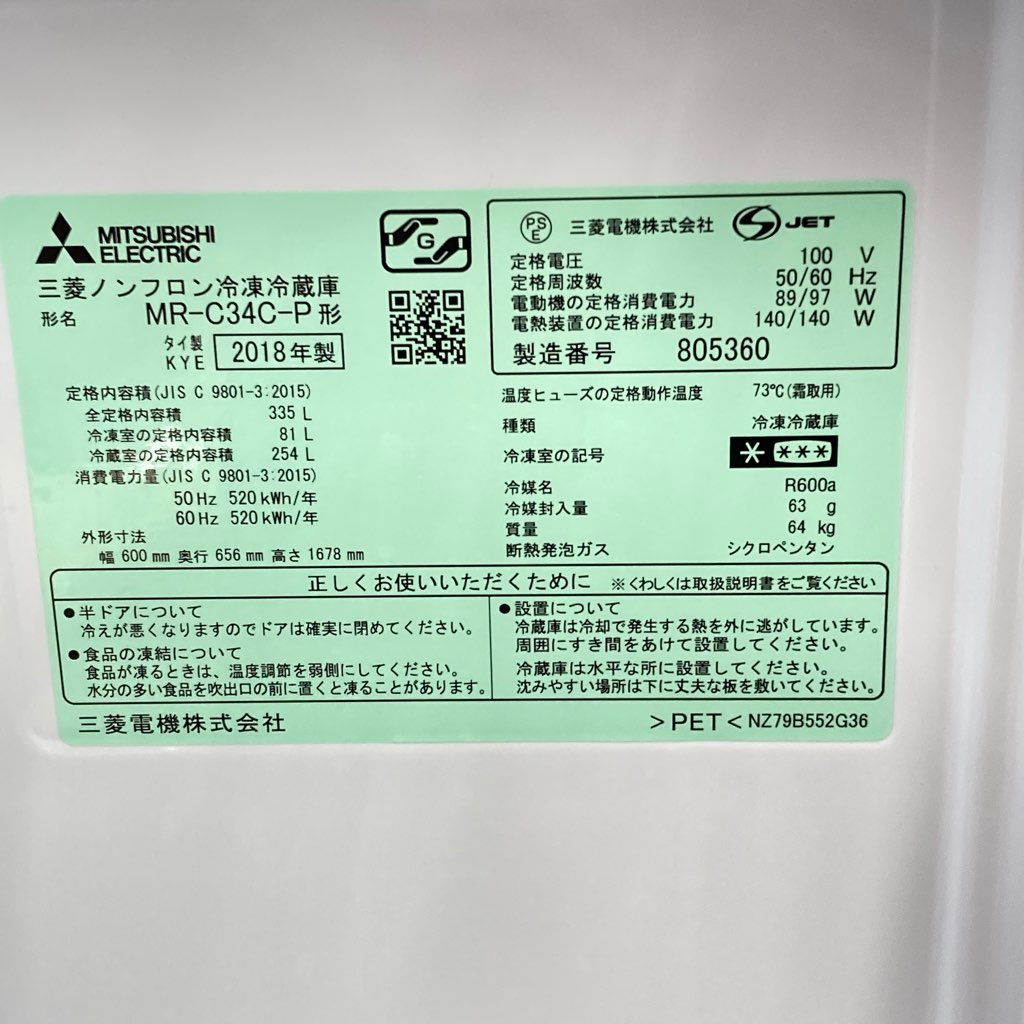 MITSUBISHI
ELECTRIC
G
三菱ノンフロン冷凍冷蔵庫
形名 MR-C34C-P 形
タイ製
KYE 2018年製
定格内容積(JIS C 9801-3:2015)
全定格内容積 335 L
冷凍室の定格内容積 81 L
冷蔵室の定格内容積 254 L
消費電力量(JIS C 9801-3:2015)
50Hz 520kWh/年
60Hz 520kWh/年
外形寸法
幅 600 mm 奥行 656 mm 高さ 1678 mm
PS
E
三菱電機株式会社 S JET
定格電圧 100 V
定格周波数 50/60 Hz
電動機の定格消費電力 89/97 W
電熱装置の定格消費電力 140/140 W
製造番号 805360
温度ヒューズの定格動作温度 73℃(霜取用)
種類 冷凍冷蔵庫
冷凍室の記号 * ***
冷媒名 R600a
冷媒封入量 63 g
質量 64 kg
断熱発泡ガス シクロペンタン
正しくお使いいただくために ※くわしくは取扱説明書をご覧ください
●半ドアについて
冷えが悪くなりますのでドアは確実に閉めてください。
●食品の凍結について
食品が凍るときは、温度調節を弱側にしてください。
水分の多い食品を吹出口の前に置くと凍ることがあります。
●設置について
冷蔵庫は冷却で発生する熱を外に逃がしています。
周囲にすき間をあけて設置してください。
冷蔵庫は水平な所に設置してください。
沈みやすい場所は下に丈夫な板を敷いてください。
三菱電機株式会社 >PET< NZ79B552G36